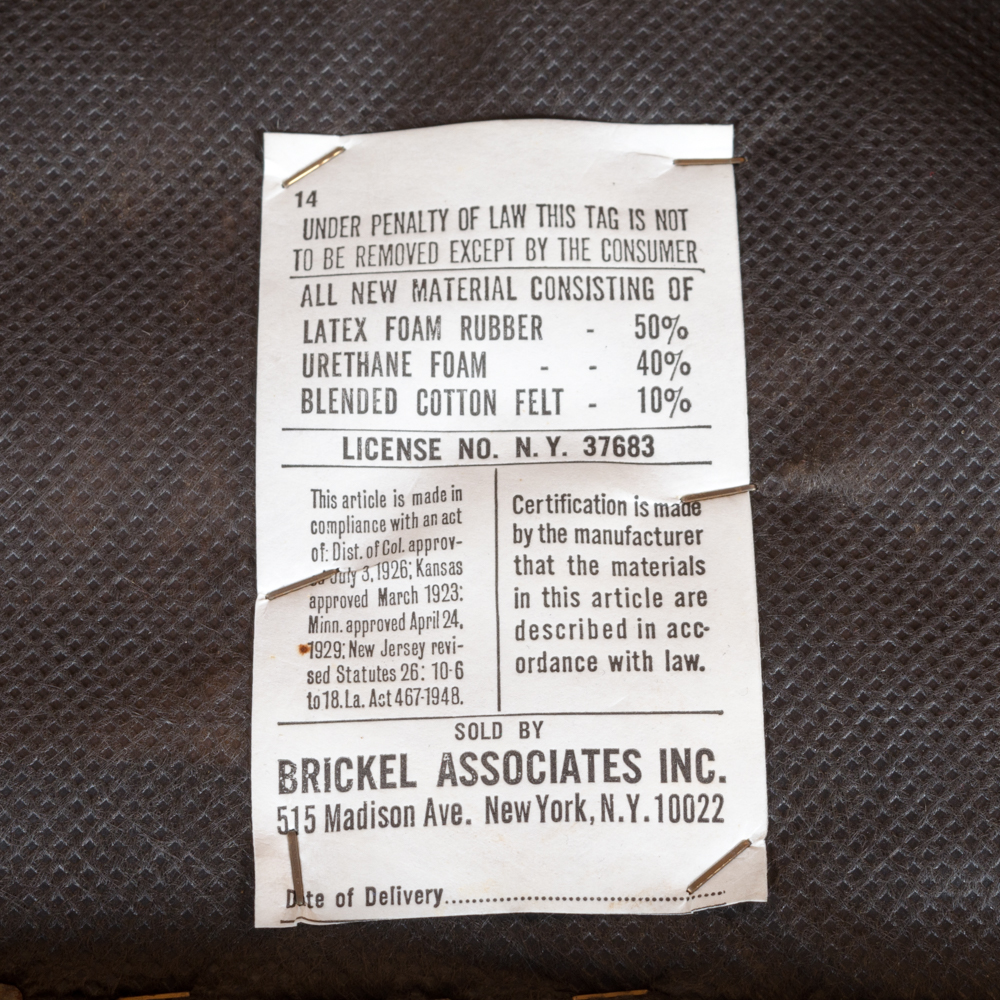 14
UNDER PENALTY OF LAW THIS TAG IS NOT
TO BE REMOVED EXCEPT BY THE CONSUMER
ALL NEW MATERIAL CONSISTING OF
LATEX FOAM RUBBER - 50%
URETHANE FOAM - - 40%
BLENDED COTTON FELT - 10%
LICENSE NO. N.Y. 37683
This article is made in
compliance with an act
of: Dist. of Col. approv-
ed July 3, 1926; Kansas
approved March 1923:
Minn. approved April 24,
1929; New Jersey revi-
sed Statutes 26: 10-6
to 18. La. Act 467-1948.
Certification is made
by the manufacturer
that the materials
in this article are
described in acc-
ordance with law.
SOLD BY
BRICKEL ASSOCIATES INC.
515 Madison Ave. New York, N.Y. 10022
Date of Delivery..............................